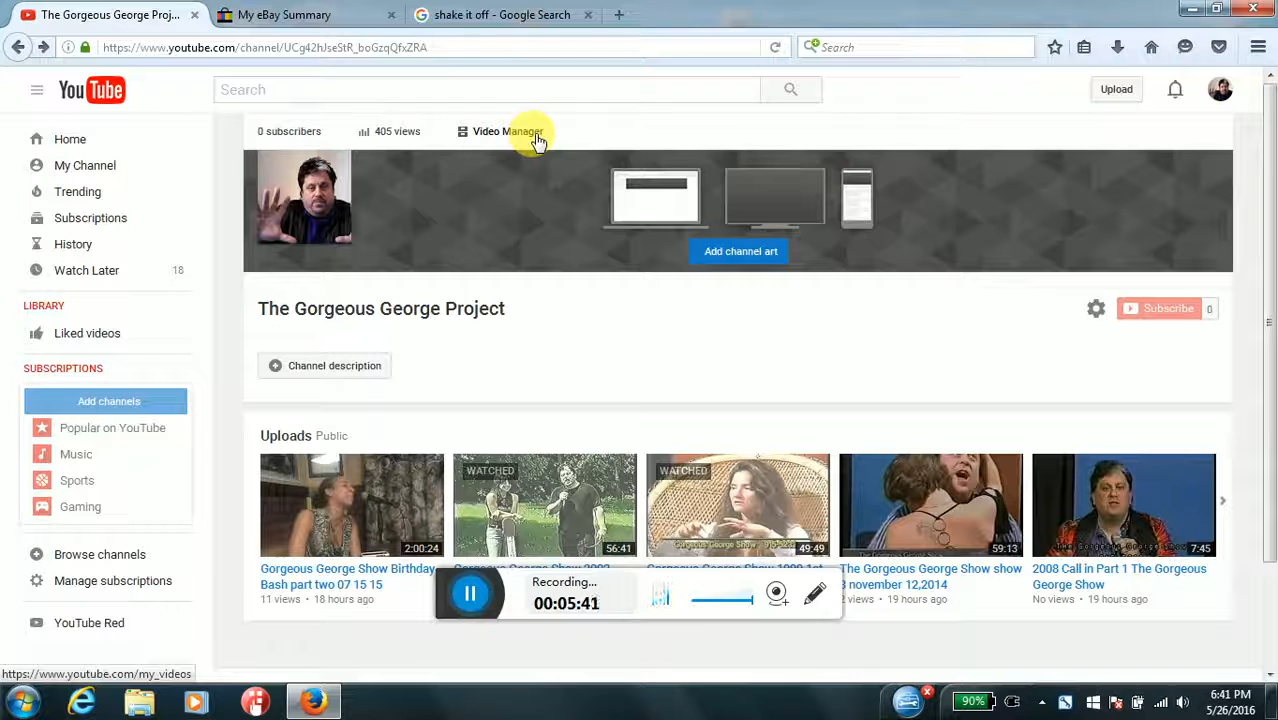 The Gorgeous George Proj...
My eBay Summary
shake it off - Google Search
https://www.youtube.com/channel/UCg42hJseStR_boGzqQfxZRA
Search
YouTube
Search
Upload
0 subscribers
405 views
Video Manager
Home
My Channel
Trending
Subscriptions
History
Watch Later
18
Add channel art
LIBRARY
Liked videos
The Gorgeous George Project
Subscribe
0
SUBSCRIPTIONS
Channel description
Add channels
Popular on YouTube
Music
Sports
Gaming
Uploads Public
WATCHED
WATCHED
2:00:24
56:41
49:49
59:13
7:45
Gorgeous George Show Birthday Bash part two 07 15 15
11 views • 18 hours ago
The Gorgeous George Show show
november 12,2014
views • 19 hours ago
2008 Call in Part 1 The Gorgeous
George Show
No views • 19 hours ago
Browse channels
Manage subscriptions
YouTube Red
Recording...
00:05:41
https://www.youtube.com/my_videos
90%
6:41 PM
5/26/2016